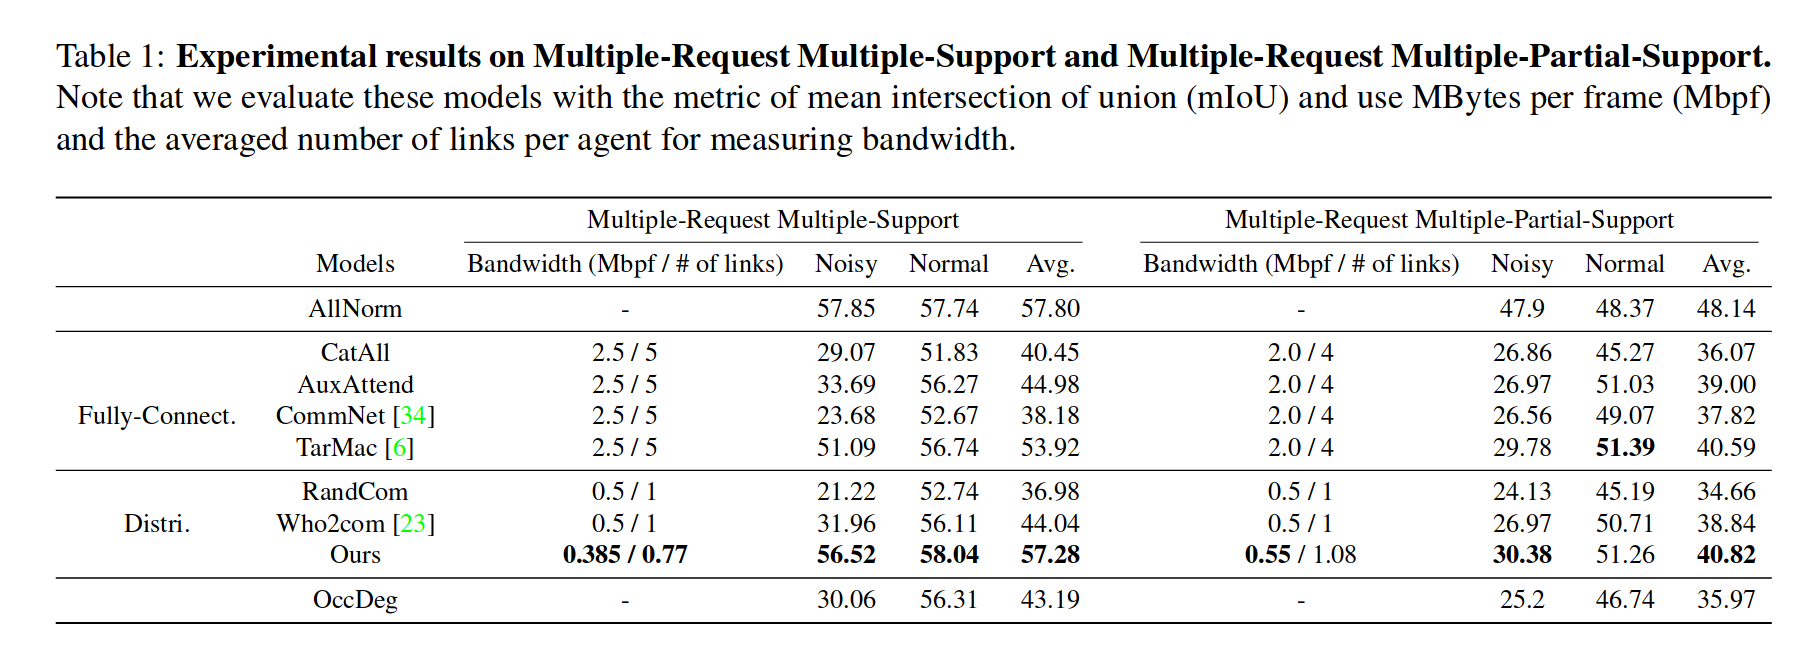 Table 1: Experimental results on Multiple-Request Multiple-Support and Multiple-Request Multiple-Partial-Support.
Note that we evaluate these models with the metric of mean intersection of union (mIoU) and use MBytes per frame (Mbpf)
and the averaged number of links per agent for measuring bandwidth.
Multiple-Request Multiple-Support Multiple-Request Multiple-Partial-Support
Models Bandwidth (Mbpf / # of links) Noisy Normal Avg. Bandwidth (Mbpf / # of links) Noisy Normal Avg.
AllNorm - 57.85 57.74 57.80 - 47.9 48.37 48.14
CatAll 2.5 / 5 29.07 51.83 40.45 2.0 / 4 26.86 45.27 36.07
AuxAttend 2.5 / 5 33.69 56.27 44.98 2.0 / 4 26.97 51.03 39.00
Fully-Connect. CommNet [34] 2.5 / 5 23.68 52.67 38.18 2.0 / 4 26.56 49.07 37.82
TarMac [6] 2.5 / 5 51.09 56.74 53.92 2.0 / 4 29.78 51.39 40.59
RandCom 0.5 / 1 21.22 52.74 36.98 0.5 / 1 24.13 45.19 34.66
Distri. Who2com [23] 0.5 / 1 31.96 56.11 44.04 0.5 / 1 26.97 50.71 38.84
Ours 0.385 / 0.77 56.52 58.04 57.28 0.55 / 1.08 30.38 51.26 40.82
OccDeg - 30.06 56.31 43.19 - 25.2 46.74 35.97